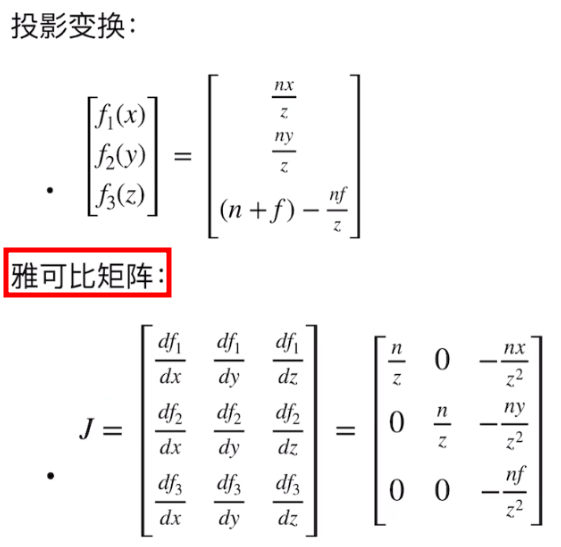 投影变换：
• $\begin{bmatrix} f_1(x) \\ f_2(y) \\ f_3(z) \end{bmatrix} = \begin{bmatrix} \frac{nx}{z} \\ \frac{ny}{z} \\ (n+f) - \frac{nf}{z} \end{bmatrix}$
雅可比矩阵：
• $J = \begin{bmatrix} \frac{df_1}{dx} & \frac{df_1}{dy} & \frac{df_1}{dz} \\ \frac{df_2}{dx} & \frac{df_2}{dy} & \frac{df_2}{dz} \\ \frac{df_3}{dx} & \frac{df_3}{dy} & \frac{df_3}{dz} \end{bmatrix} = \begin{bmatrix} \frac{n}{z} & 0 & -\frac{nx}{z^2} \\ 0 & \frac{n}{z} & -\frac{ny}{z^2} \\ 0 & 0 & -\frac{nf}{z^2} \end{bmatrix}$